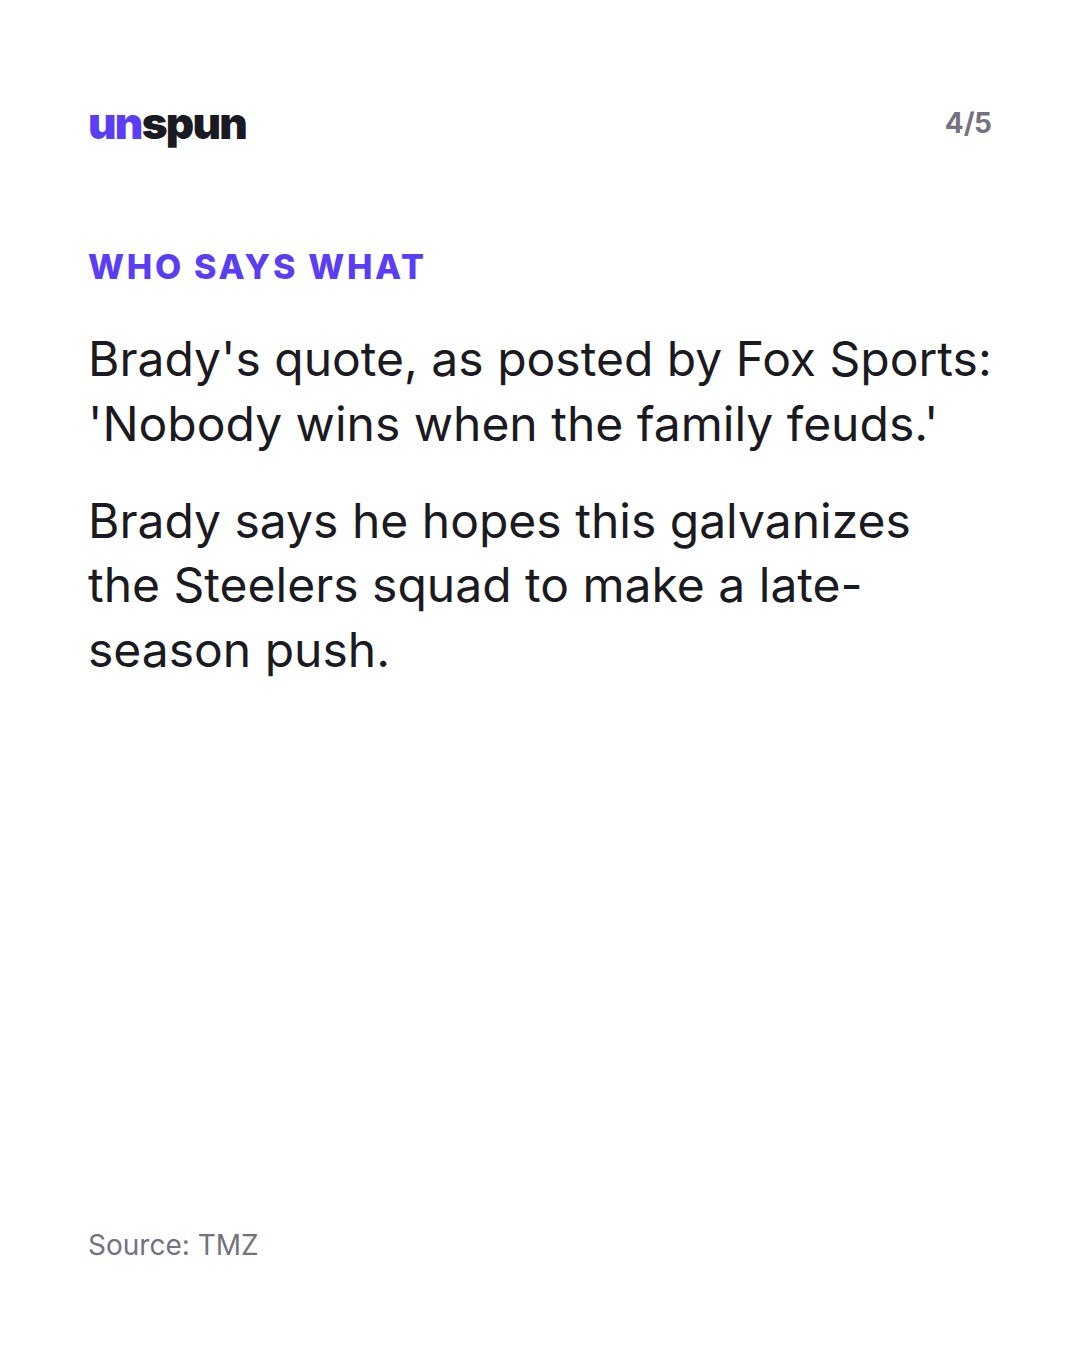 unspun
4/5
WHO SAYS WHAT
Brady's quote, as posted by Fox Sports:
'Nobody wins when the family feuds.'
Brady says he hopes this galvanizes
the Steelers squad to make a late-
season push.
Source: TMZ